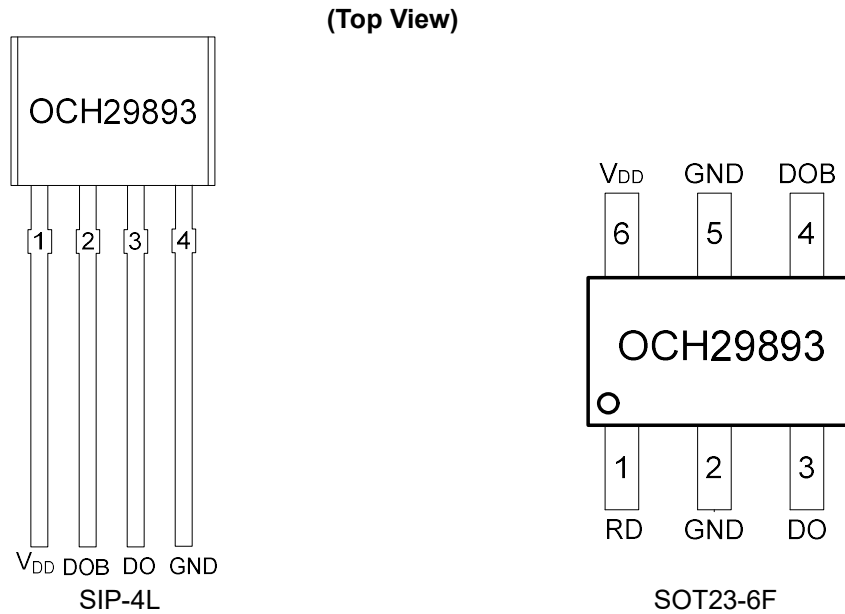 (Top View)
OCH29893
1 2 3 4
VDD DOB DO GND
SIP-4L
VDD GND DOB
6 5 4
OCH29893
1 2 3
RD GND DO
SOT23-6F